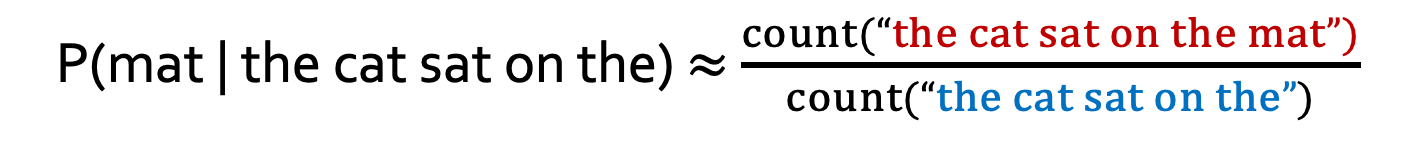 P(mat | the cat sat on the) ≈ count(“the cat sat on the mat”)
count(“the cat sat on the”)